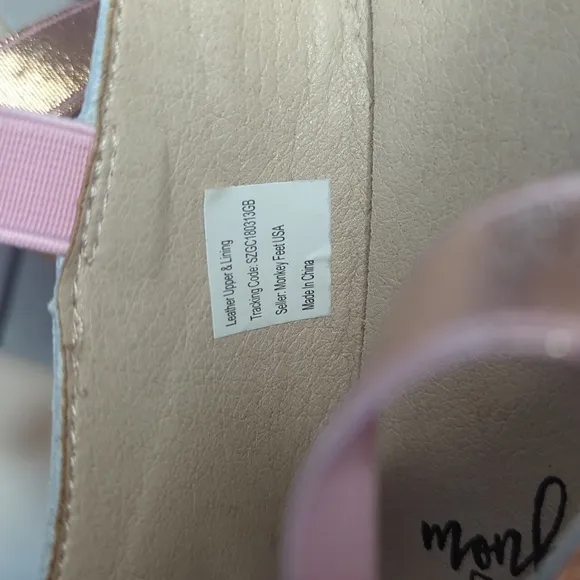 Leather Upper & Lining
Tracking Code: SZGC180313GB
Seller: Monkey Feet USA
Made In China